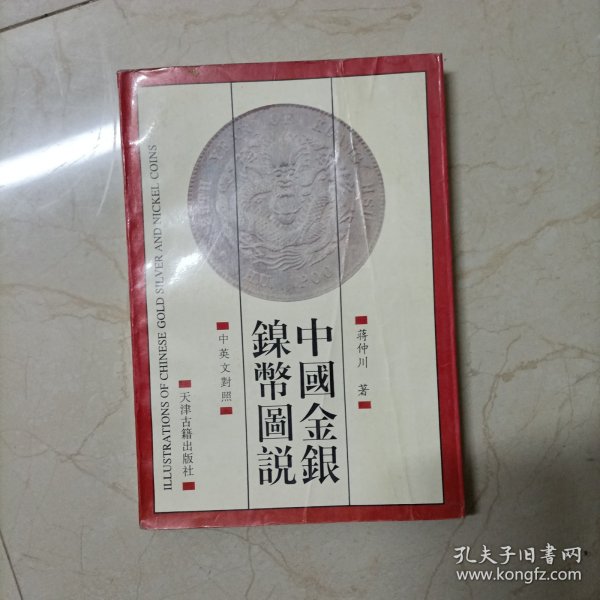 ILLUSTRATIONS OF CHINESE GOLD SILVER AND NICKEL COINS
中國金銀
鎳幣圖説
蔣仲川 著
中英文對照
天津古籍出版社
孔夫子旧書网
www.kongfz.com